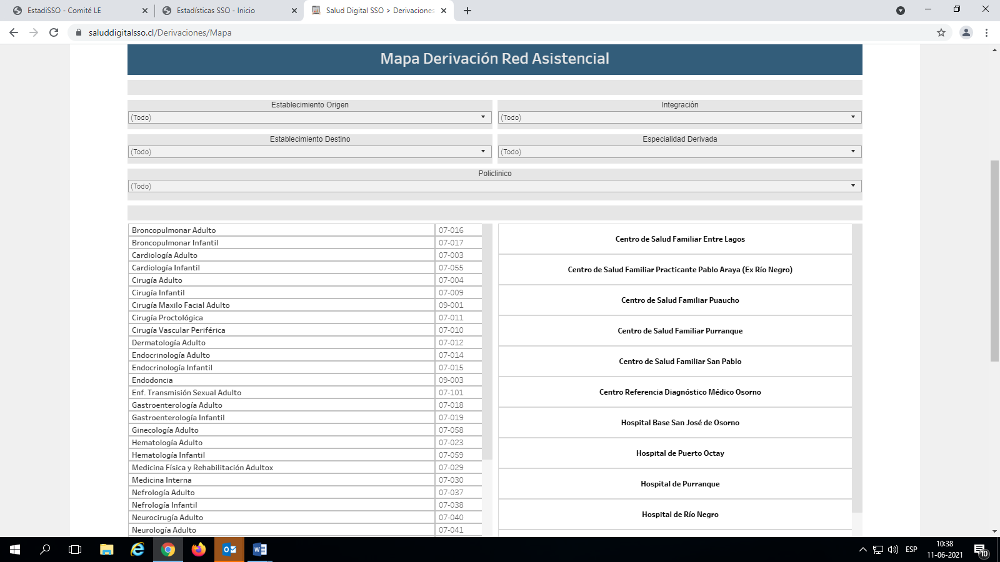 EstadiSSO - Comité LE
Estadísticas SSO - Inicio
Salud Digital SSO > Derivaciones
saluddigitalsso.cl/Derivaciones/Mapa
Mapa Derivación Red Asistencial
Establecimiento Origen
Integración
(Todo)
(Todo)
Establecimiento Destino
Especialidad Derivada
(Todo)
(Todo)
Policlinico
(Todo)
Broncopulmonar Adulto 07-016
Broncopulmonar Infantil 07-017
Cardiología Adulto 07-003
Cardiología Infantil 07-055
Cirugía Adulto 07-004
Cirugía Infantil 07-009
Cirugía Maxilo Facial Adulto 09-001
Cirugía Proctológica 07-011
Cirugía Vascular Periférica 07-010
Dermatología Adulto 07-012
Endocrinología Adulto 07-014
Endocrinología Infantil 07-015
Endodoncia 09-003
Enf. Transmisión Sexual Adulto 07-101
Gastroenterología Adulto 07-018
Gastroenterología Infantil 07-019
Ginecología Adulto 07-058
Hematología Adulto 07-023
Hematología Infantil 07-059
Medicina Física y Rehabilitación Adultox 07-029
Medicina Interna 07-030
Nefrología Adulto 07-037
Nefrología Infantil 07-038
Neurocirugía Adulto 07-040
Neurología Adulto 07-041
Centro de Salud Familiar Entre Lagos
Centro de Salud Familiar Practicante Pablo Araya (Ex Río Negro)
Centro de Salud Familiar Puaucho
Centro de Salud Familiar Purranque
Centro de Salud Familiar San Pablo
Centro Referencia Diagnóstico Médico Osorno
Hospital Base San José de Osorno
Hospital de Puerto Octay
Hospital de Purranque
Hospital de Río Negro
ESP
10:38
11-06-2021
10